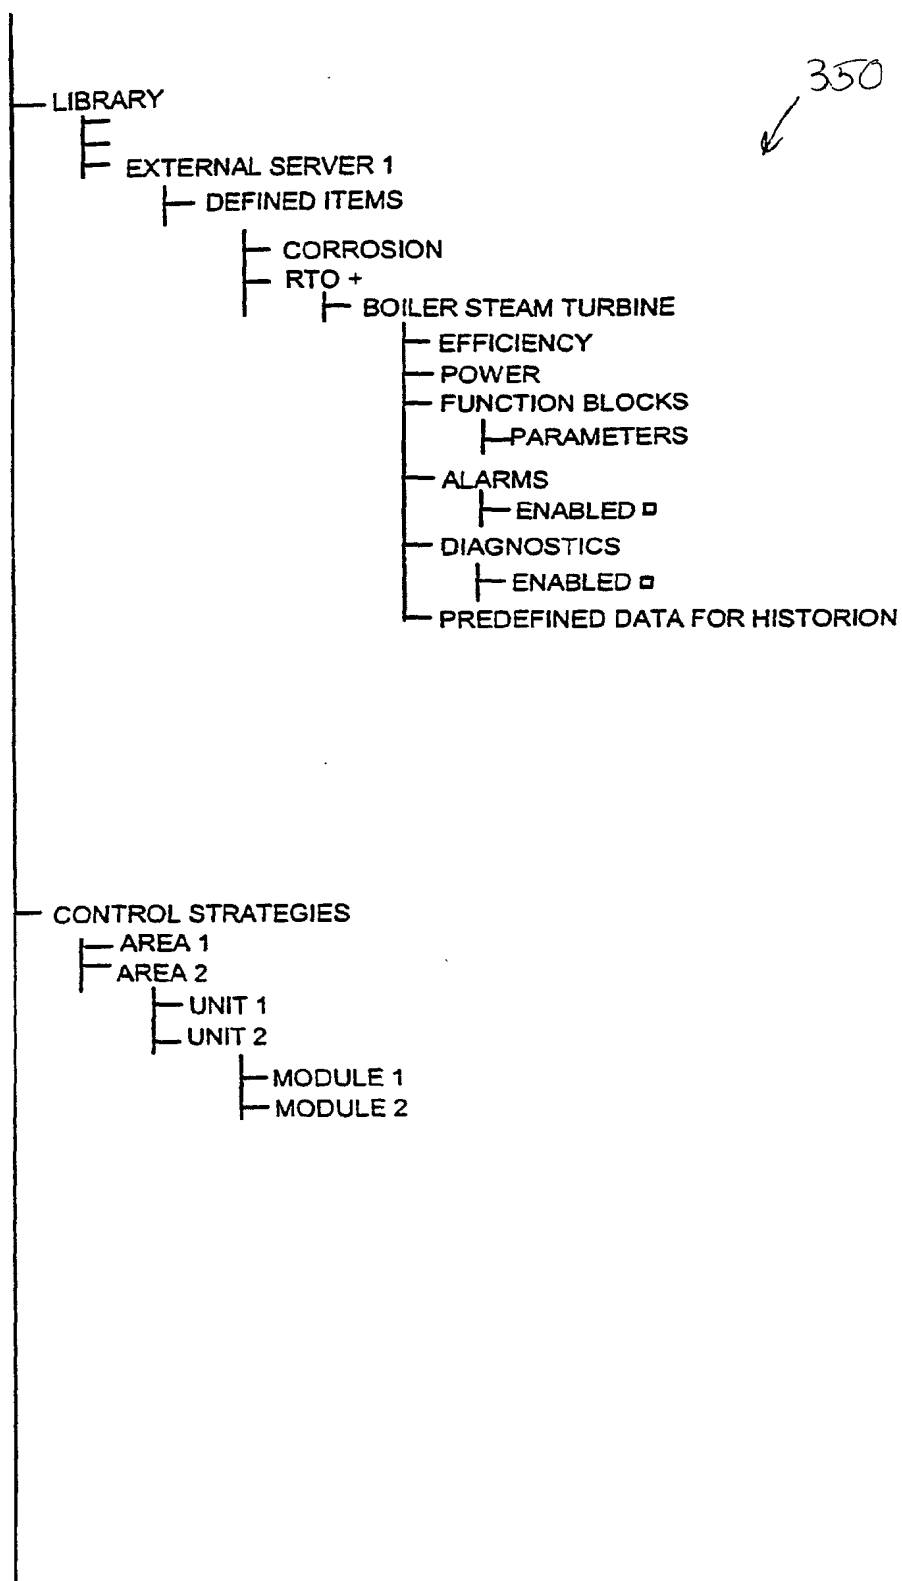 350
LIBRARY
EXTERNAL SERVER 1
DEFINED ITEMS
CORROSION
RTO +
BOILER STEAM TURBINE
EFFICIENCY
POWER
FUNCTION BLOCKS
PARAMETERS
ALARMS
ENABLED
DIAGNOSTICS
ENABLED
PREDEFINED DATA FOR HISTORION
CONTROL STRATEGIES
AREA 1
AREA 2
UNIT 1
UNIT 2
MODULE 1
MODULE 2